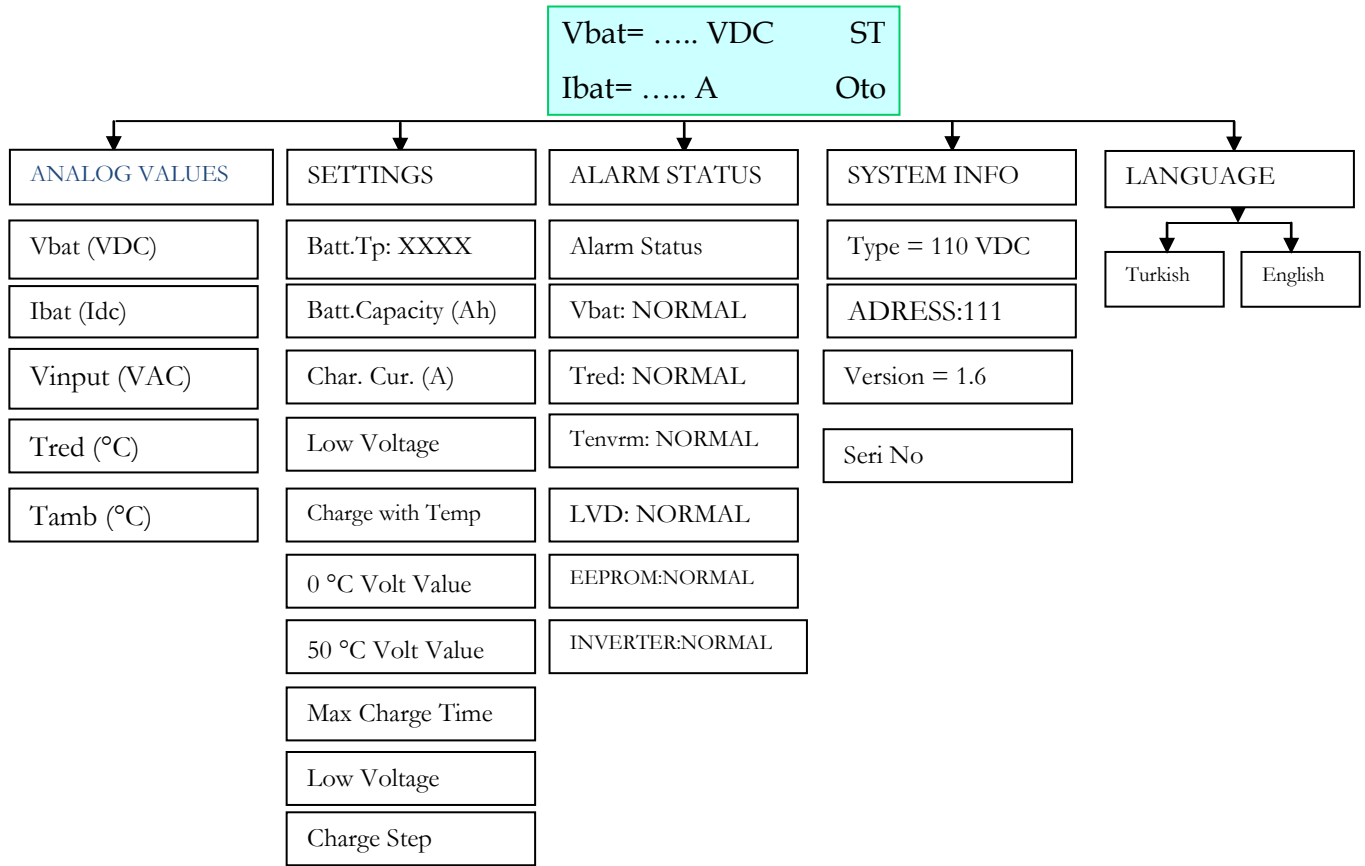 Vbat= ….. VDC ST
Ibat= ….. A Oto
ANALOG VALUES
Vbat (VDC)
Ibat (Idc)
Vinput (VAC)
Tred (°C)
Tamb (°C)
SETTINGS
Batt.Tp: XXXX
Batt.Capacity (Ah)
Char. Cur. (A)
Low Voltage
Charge with Temp
0 °C Volt Value
50 °C Volt Value
Max Charge Time
Low Voltage
Charge Step
ALARM STATUS
Alarm Status
Vbat: NORMAL
Tred: NORMAL
Tenvrm: NORMAL
LVD: NORMAL
EEPROM:NORMAL
INVERTER:NORMAL
SYSTEM INFO
Type = 110 VDC
ADRESS:111
Version = 1.6
Seri No
LANGUAGE
Turkish
English